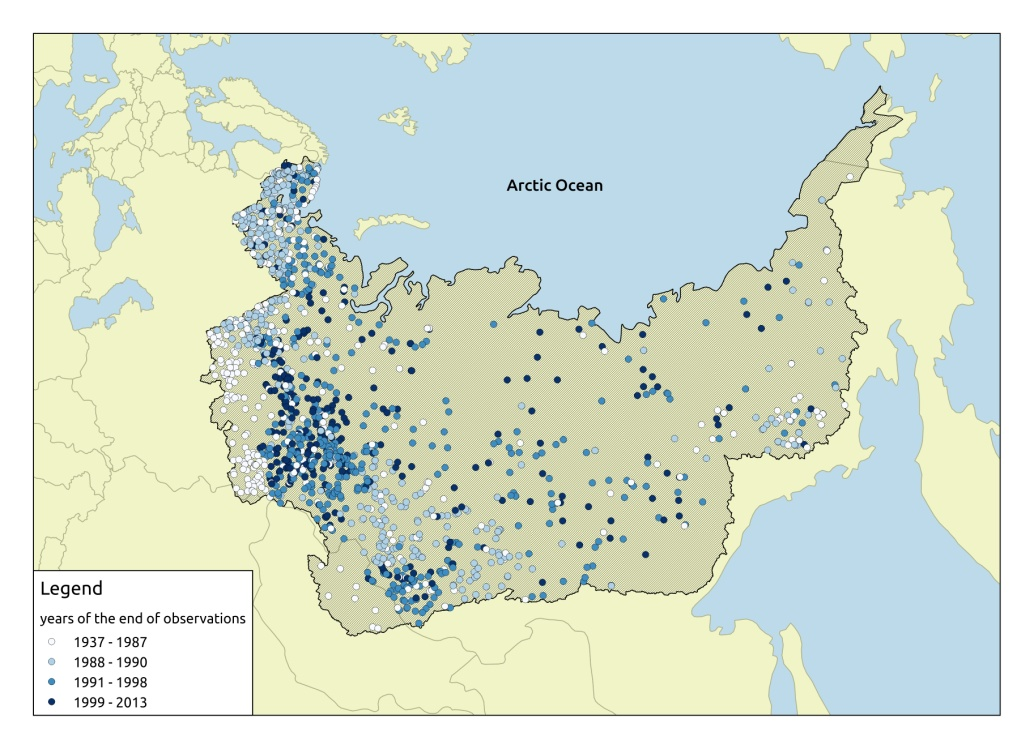 Arctic Ocean
Legend
years of the end of observations
1937 - 1987
1988 - 1990
1991 - 1998
1999 - 2013